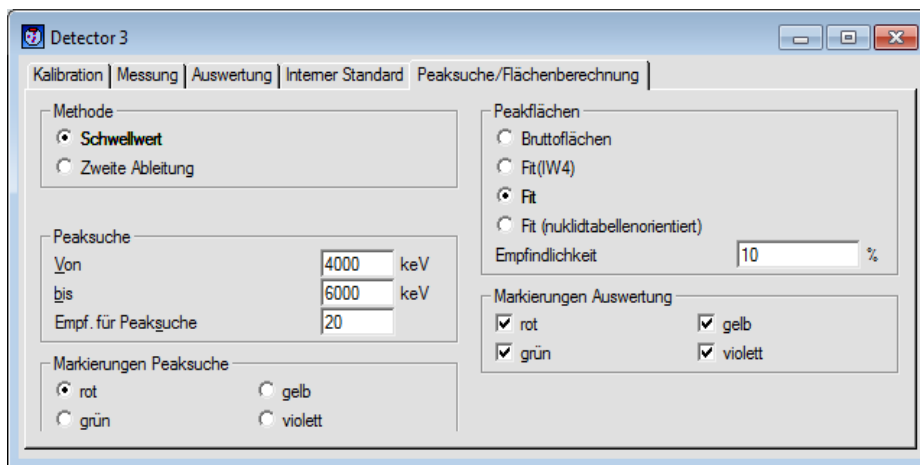 Detector 3
Kalibration Messung Auswertung Interner Standard Peaksuche/Flächenberechnung
Methode
Schwellwert
Zweite Ableitung
Peaksuche
Von 4000 keV
bis 6000 keV
Empf. für Peaksuche 20
Markierungen Peaksuche
rot gelb
grün violett
Peakflächen
Bruttoflächen
Fit(IW4)
Fit
Fit (nuklidtabellenorientiert)
Empfindlichkeit 10 %
Markierungen Auswertung
rot gelb
grün violett